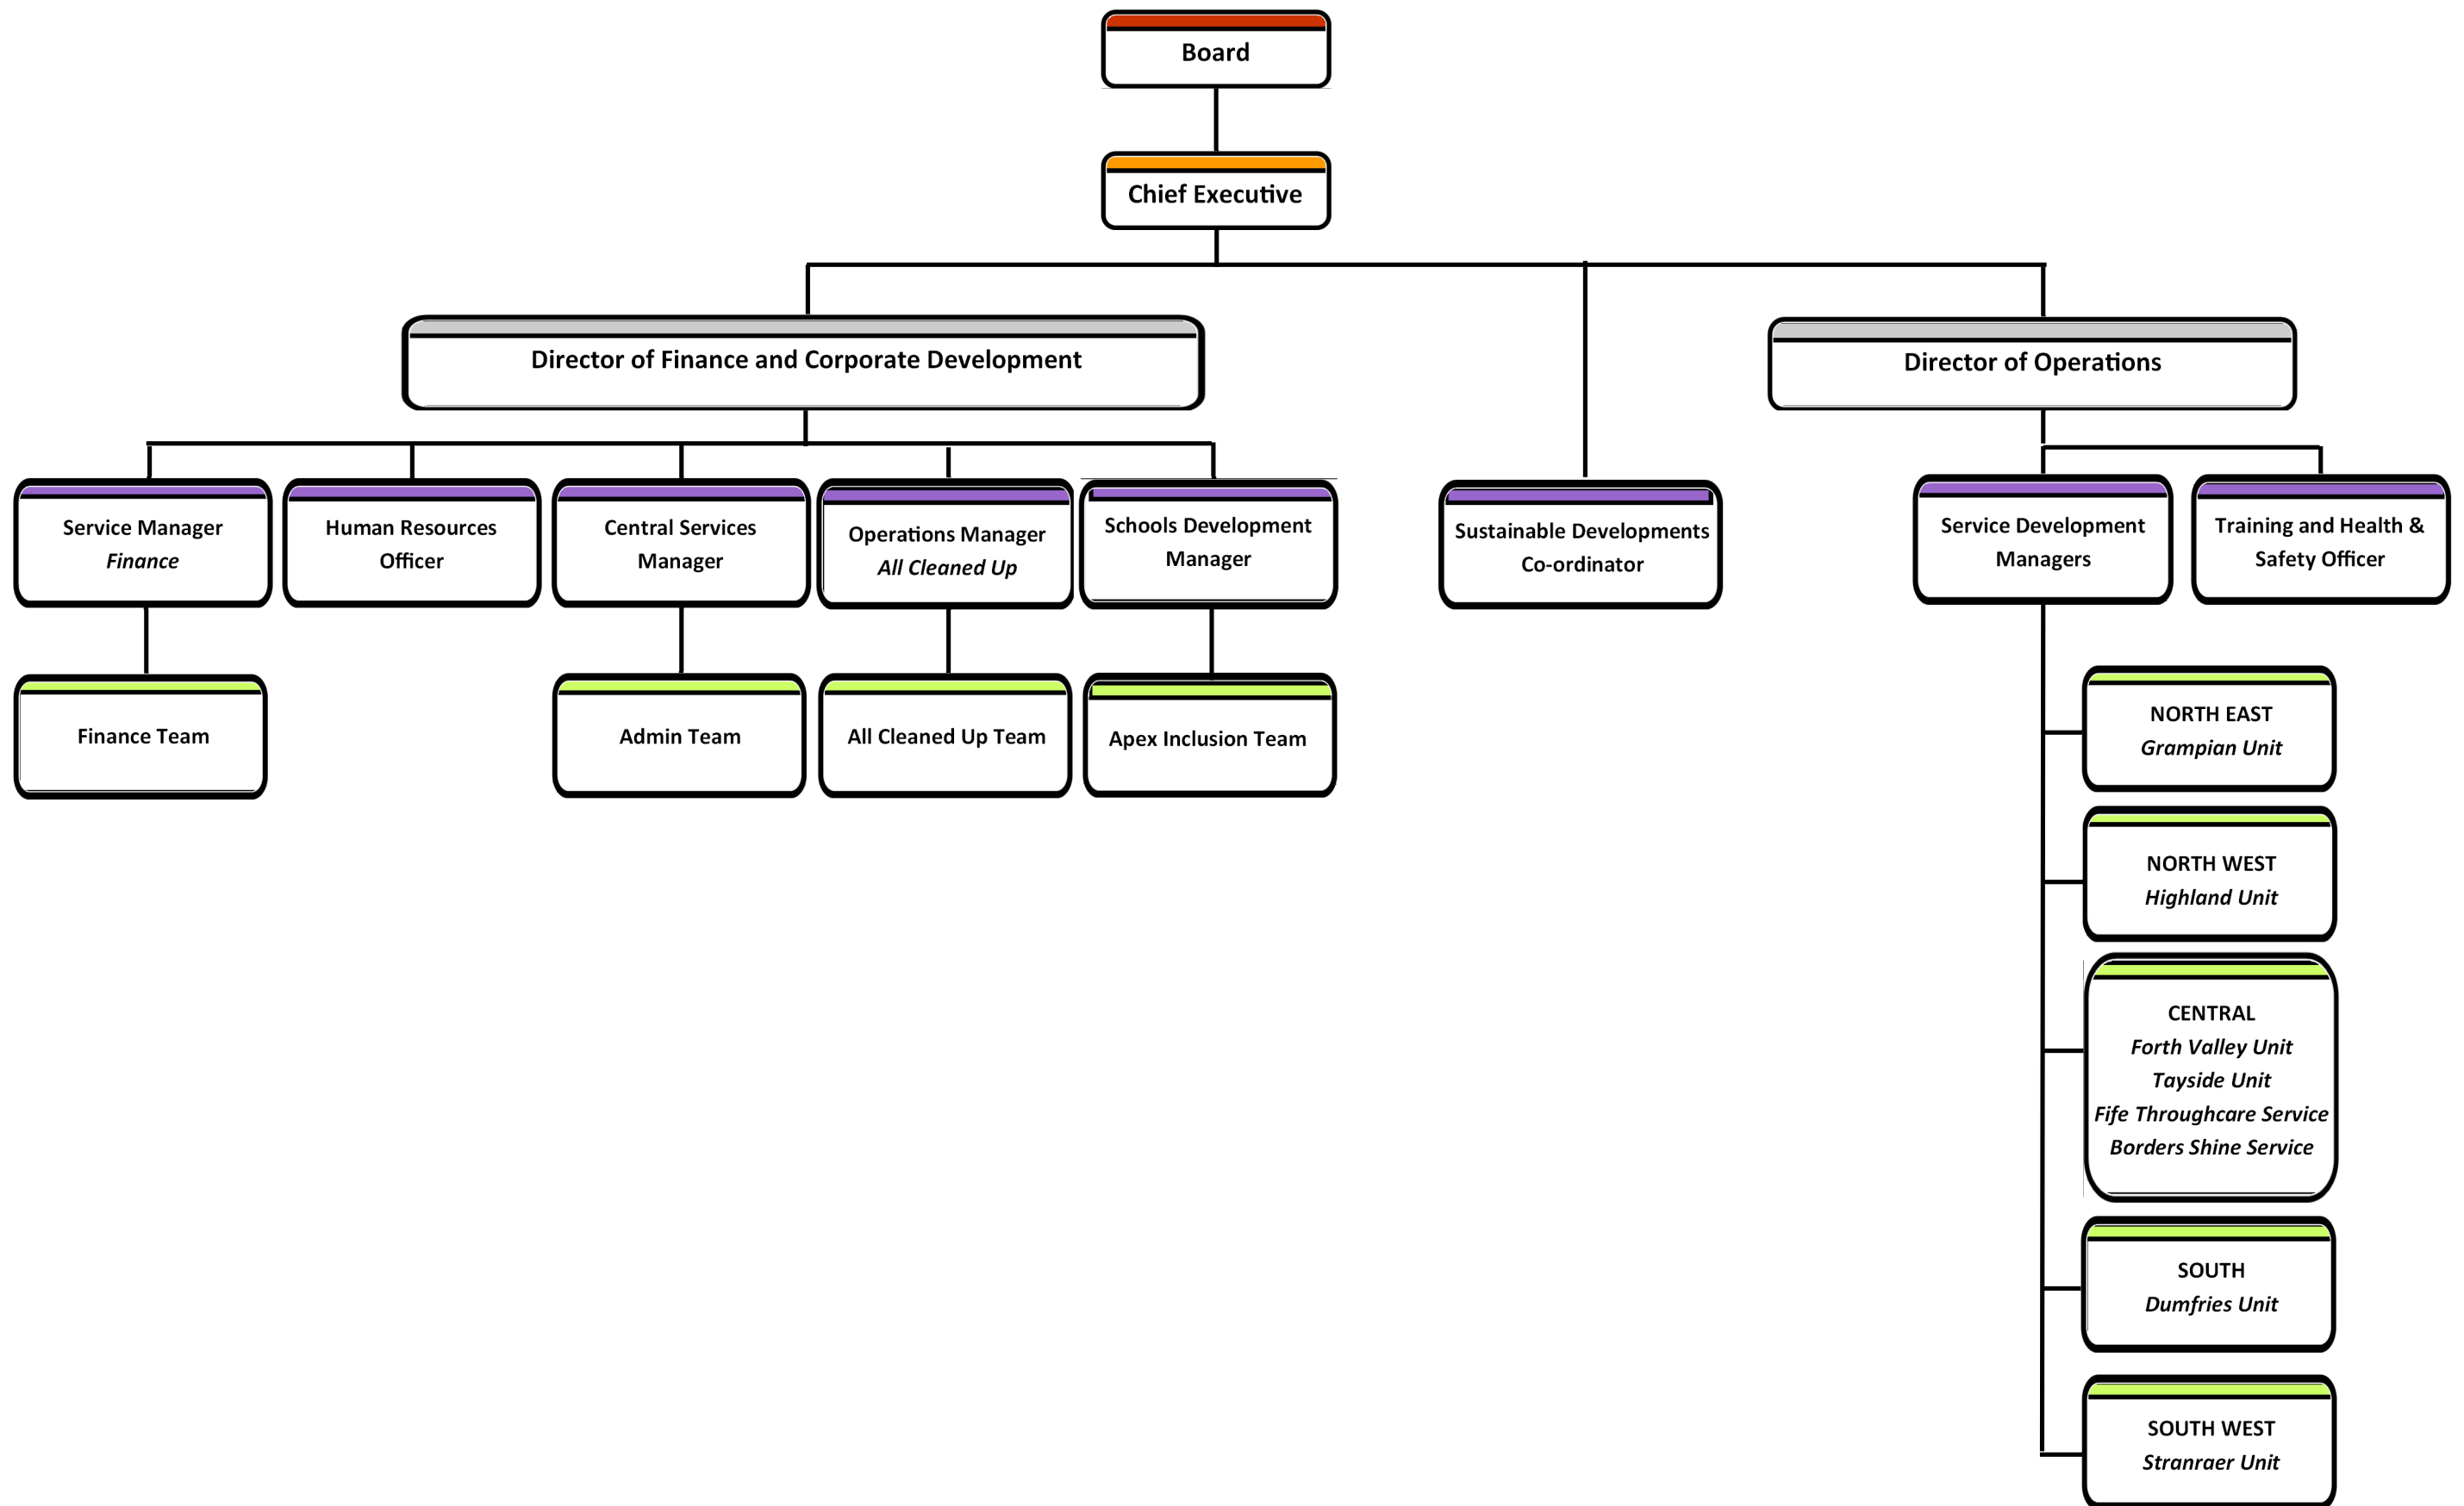 Board
Chief Executive
Director of Finance and Corporate Development
Director of Operations
Service Manager
Finance
Human Resources
Officer
Central Services
Manager
Operations Manager
All Cleaned Up
Schools Development
Manager
Sustainable Developments
Co-ordinator
Service Development
Managers
Training and Health &
Safety Officer
Finance Team
Admin Team
All Cleaned Up Team
Apex Inclusion Team
NORTH EAST
Grampian Unit
NORTH WEST
Highland Unit
CENTRAL
Forth Valley Unit
Tayside Unit
Fife Throughcare Service
Borders Shine Service
SOUTH
Dumfries Unit
SOUTH WEST
Stranraer Unit